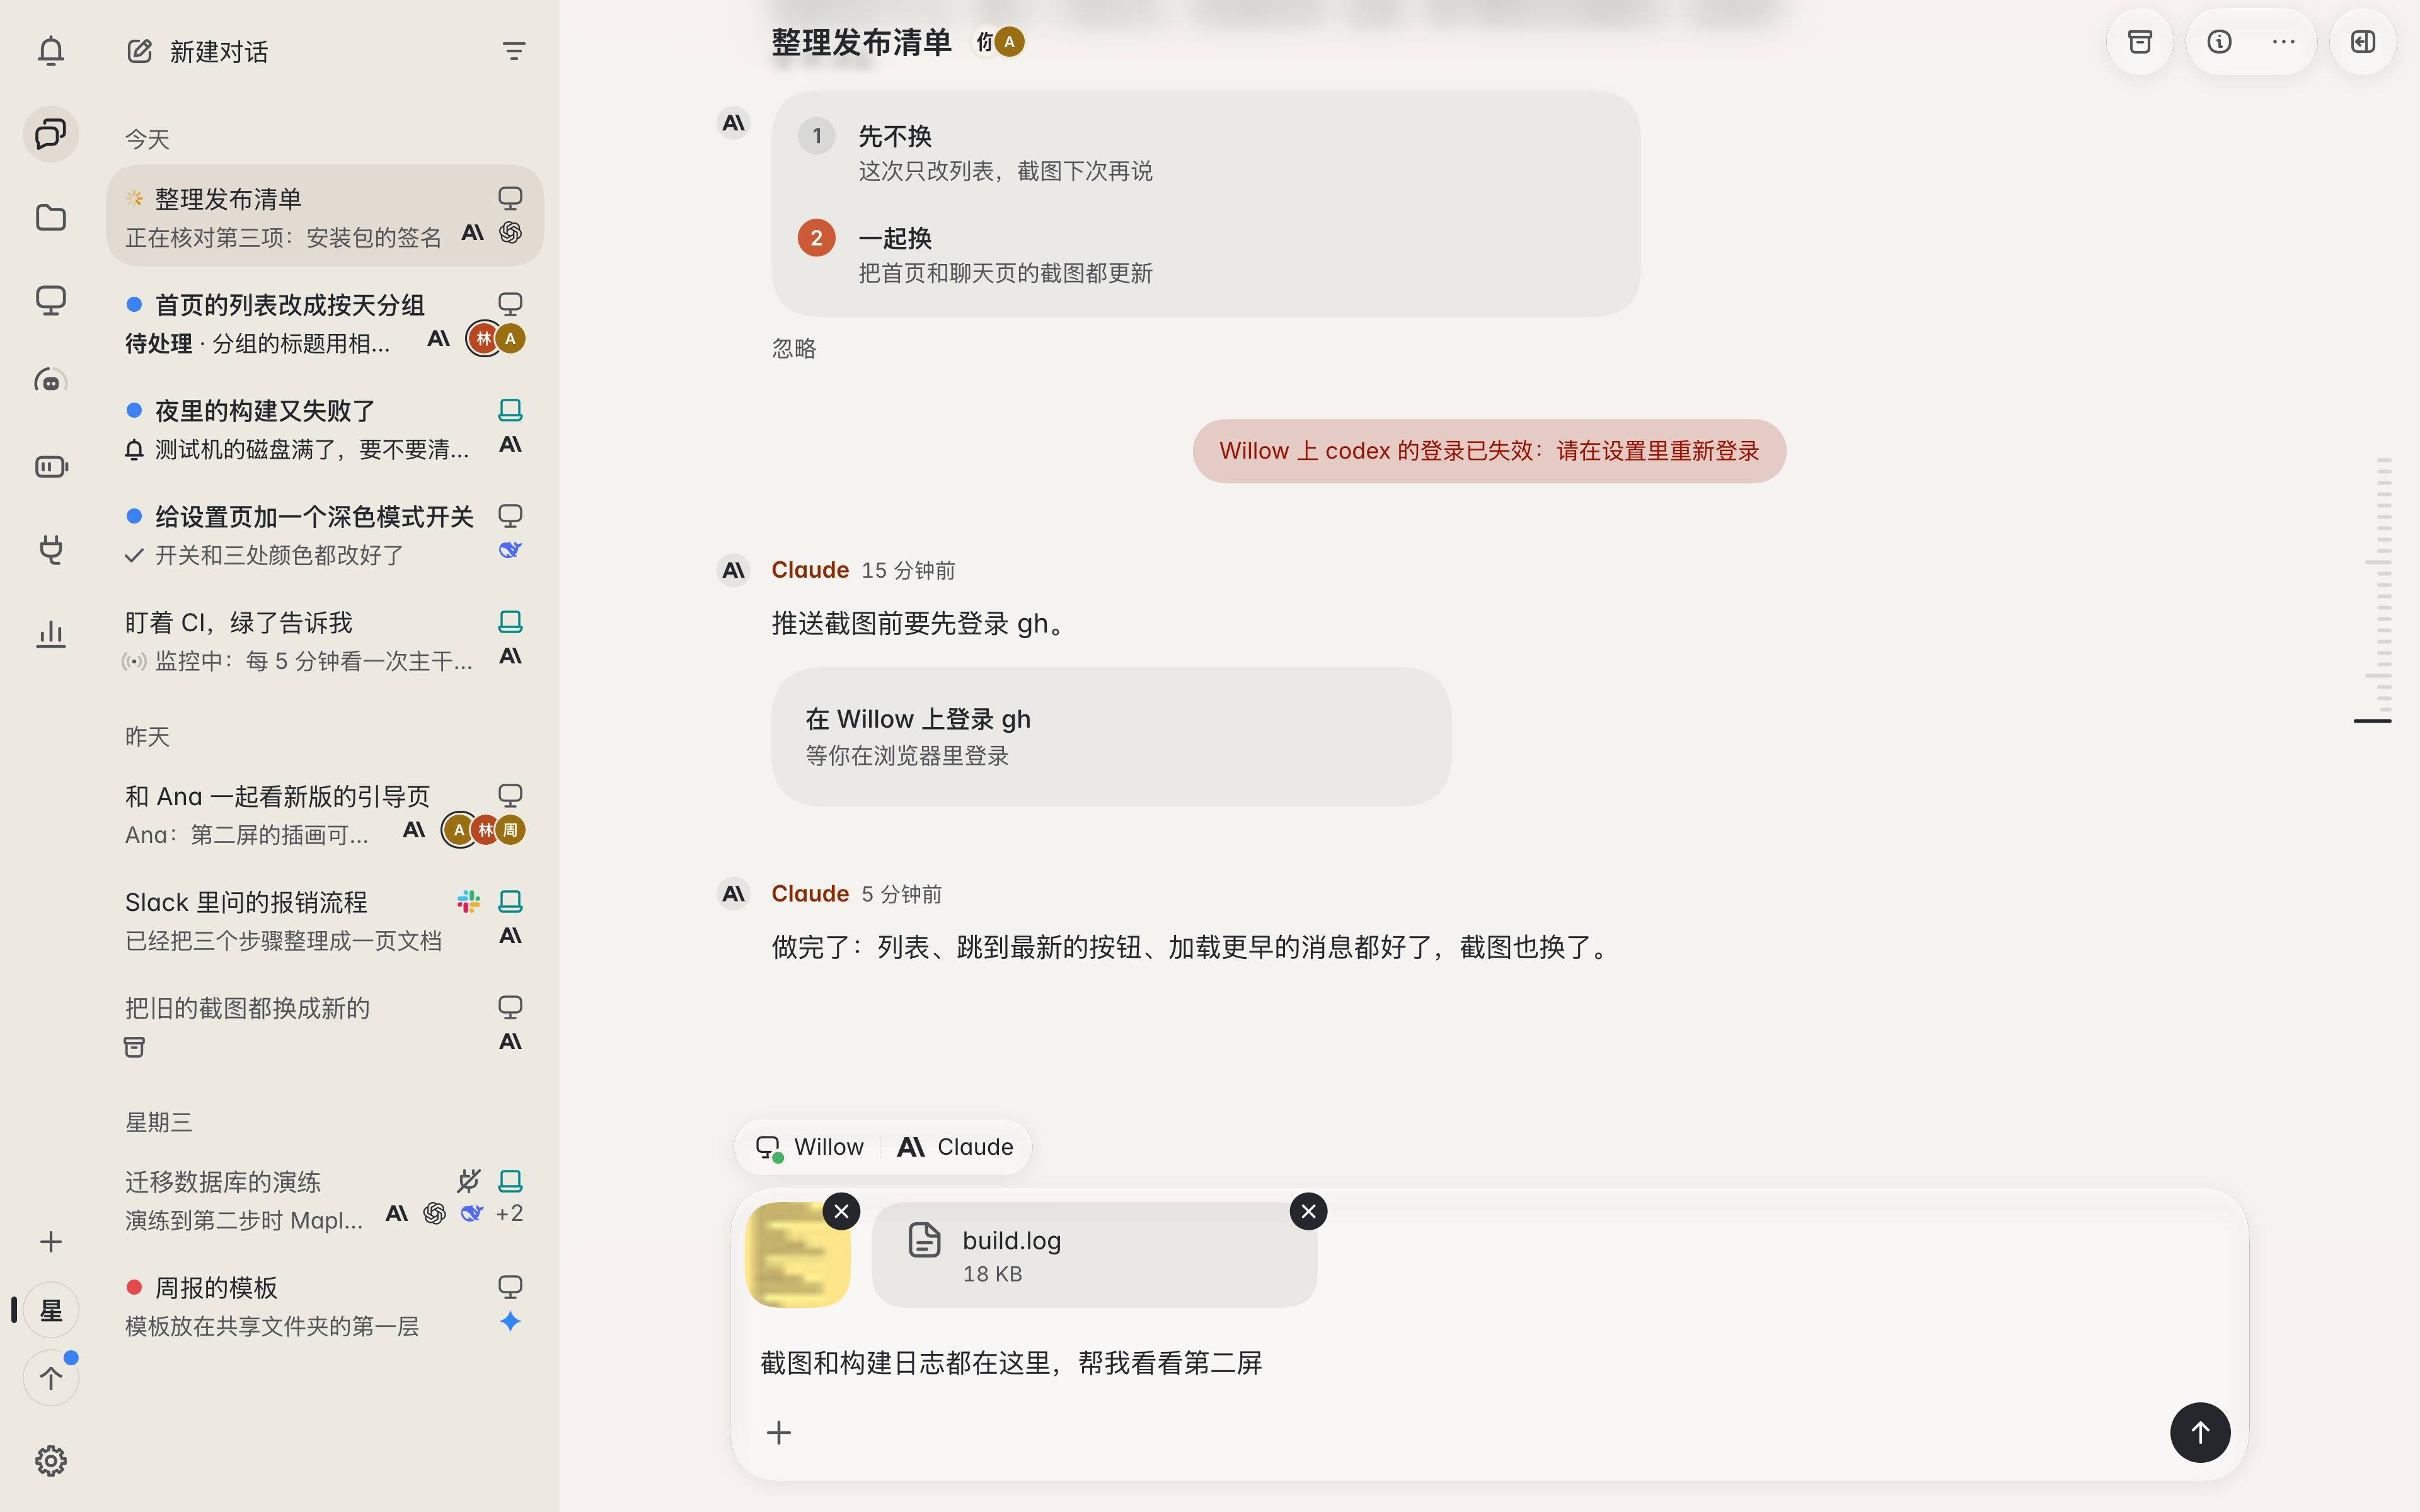 新建对话
今天
整理发布清单
正在核对第三项：安装包的签名
首页的列表改成按天分组
待处理 · 分组的标题用相...
林 A
夜里的构建又失败了
测试机的磁盘满了，要不要清...
给设置页加一个深色模式开关
开关和三处颜色都改好了
盯着 CI，绿了告诉我
监控中：每 5 分钟看一次主干...
昨天
和 Ana 一起看新版的引导页
Ana：第二屏的插画可...
A 林 周
Slack 里问的报销流程
已经把三个步骤整理成一页文档
把旧的截图都换成新的
星期三
迁移数据库的演练
演练到第二步时 Mapl...
+2
周报的模板
模板放在共享文件夹的第一层
星
个
整理发布清单
A
1 先不换
这次只改列表，截图下次再说
2 一起换
把首页和聊天页的截图都更新
忽略
Willow 上 codex 的登录已失效：请在设置里重新登录
Claude 15 分钟前
推送截图前要先登录 gh。
在 Willow 上登录 gh
等你在浏览器里登录
Claude 5 分钟前
做完了：列表、跳到最新的按钮、加载更早的消息都好了，截图也换了。
Willow Claude
build.log
18 KB
截图和构建日志都在这里，帮我看看第二屏